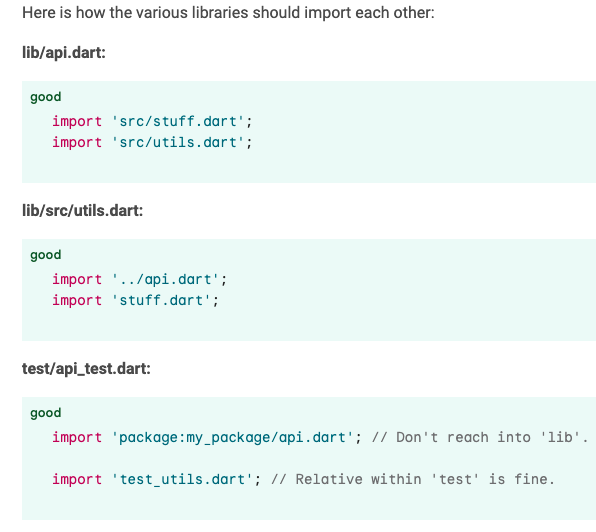 Here is how the various libraries should import each other:
lib/api.dart:
good
import 'src/stuff.dart';
import 'src/utils.dart';
lib/src/utils.dart:
good
import '../api.dart';
import 'stuff.dart';
test/api_test.dart:
good
import 'package:my_package/api.dart'; // Don't reach into 'lib'.
import 'test_utils.dart'; // Relative within 'test' is fine.